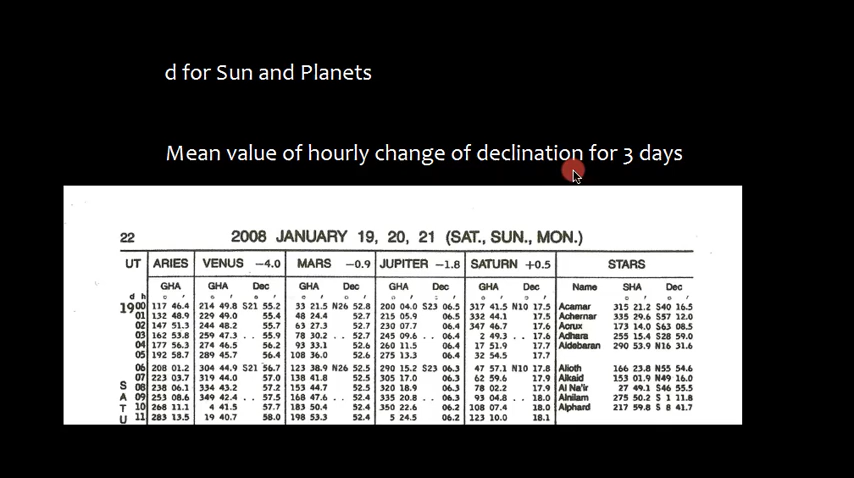 d for Sun and Planets
Mean value of hourly change of declination for 3 days
22 2008 JANUARY 19, 20, 21 (SAT., SUN., MON.)
UT ARIES VENUS −4.0 MARS −0.9 JUPITER −1.8 SATURN +0.5 STARS
GHA GHA Dec GHA Dec GHA Dec GHA Dec Name SHA Dec
d h ° ′ ° ′ ° ′ ° ′ ° ′ ° ′ ° ′ ° ′ ° ′ ° ′ ° ′
19 00 117 46.4 214 49.8 S21 55.2 33 21.5 N26 52.8 200 04.0 S23 06.5 317 41.5 N10 17.5 Acamar 315 21.2 S40 16.5
01 132 48.9 229 49.0 55.4 48 24.4 52.7 215 05.9 06.5 332 44.1 17.5 Achernar 335 29.6 S57 12.0
02 147 51.3 244 48.2 55.7 63 27.3 52.7 230 07.7 06.4 347 46.7 17.6 Acrux 173 14.0 S63 08.5
03 162 53.8 259 47.3 . . 55.9 78 30.2 . . 52.7 245 09.6 . . 06.4 2 49.3 . . 17.6 Adhara 255 15.4 S28 59.0
04 177 56.3 274 46.5 56.2 93 33.1 52.6 260 11.5 06.4 17 51.9 17.7 Aldebaran 290 53.9 N16 31.6
05 192 58.7 289 45.7 56.4 108 36.0 52.6 275 13.3 06.4 32 54.5 17.7
06 208 01.2 304 44.9 S21 56.7 123 38.9 N26 52.5 290 15.2 S23 06.3 47 57.1 N10 17.8 Alioth 166 23.8 N55 54.6
07 223 03.7 319 44.0 57.0 138 41.8 52.5 305 17.0 06.3 62 59.6 17.9 Alkaid 153 01.9 N49 16.0
S 08 238 06.1 334 43.2 57.2 153 44.7 52.5 320 18.9 06.3 78 02.2 17.9 Al Na'ir 27 49.1 S46 55.5
A 09 253 08.6 349 42.4 . . 57.5 168 47.6 . . 52.4 335 20.8 . . 06.3 93 04.8 . . 18.0 Alnilam 275 50.2 S 1 11.8
T 10 268 11.1 4 41.5 57.7 183 50.4 52.4 350 22.6 06.2 108 07.4 18.0 Alphard 217 59.8 S 8 41.7
U 11 283 13.5 19 40.7 58.0 198 53.3 52.4 5 24.5 06.2 123 10.0 18.1